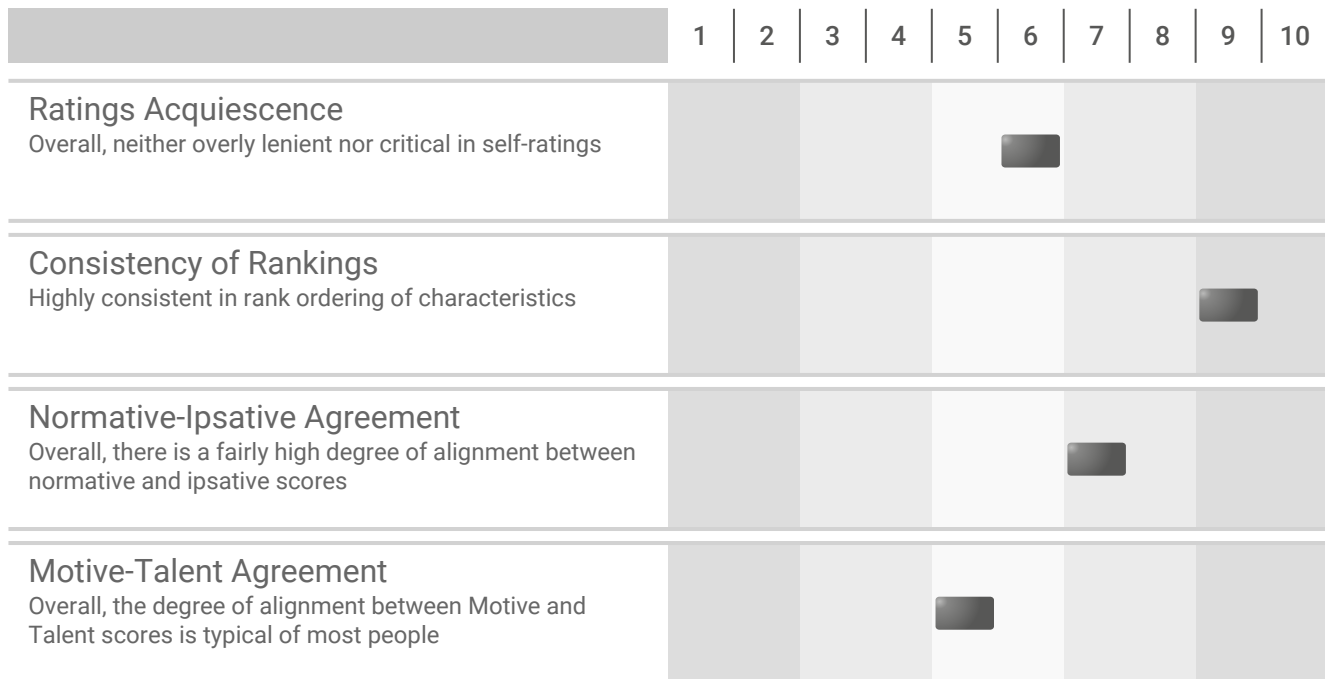 1 2 3 4 5 6 7 8 9 10
Ratings Acquiescence
Overall, neither overly lenient nor critical in self-ratings
Consistency of Rankings
Highly consistent in rank ordering of characteristics
Normative-Ipsative Agreement
Overall, there is a fairly high degree of alignment between
normative and ipsative scores
Motive-Talent Agreement
Overall, the degree of alignment between Motive and
Talent scores is typical of most people